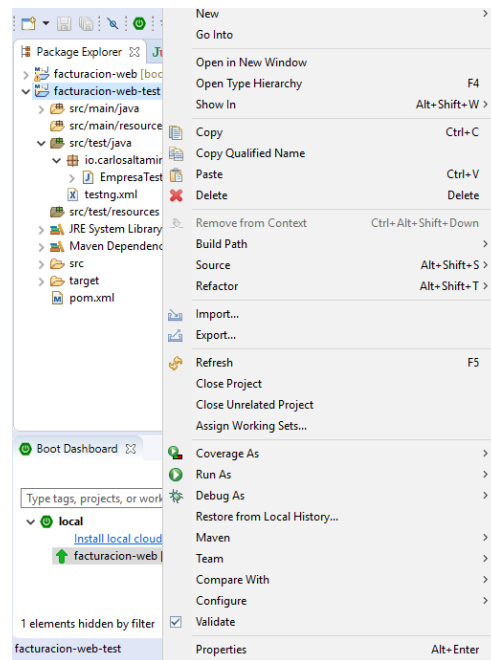 Package Explorer
Ju
facturacion-web [boo
facturacion-web-test
src/main/java
src/main/resource
src/test/java
io.carlosaltamir
EmpresaTest
testng.xml
src/test/resources
JRE System Library
Maven Dependenc
src
target
pom.xml
Boot Dashboard
Type tags, projects, or work
local
Install local cloud
facturacion-web [
1 elements hidden by filter
facturacion-web-test
New
Go Into
Open in New Window
Open Type Hierarchy F4
Show In Alt+Shift+W
Copy Ctrl+C
Copy Qualified Name
Paste Ctrl+V
Delete Delete
Remove from Context Ctrl+Alt+Shift+Down
Build Path
Source Alt+Shift+S
Refactor Alt+Shift+T
Import...
Export...
Refresh F5
Close Project
Close Unrelated Project
Assign Working Sets...
Coverage As
Run As
Debug As
Restore from Local History...
Maven
Team
Compare With
Configure
Validate
Properties Alt+Enter